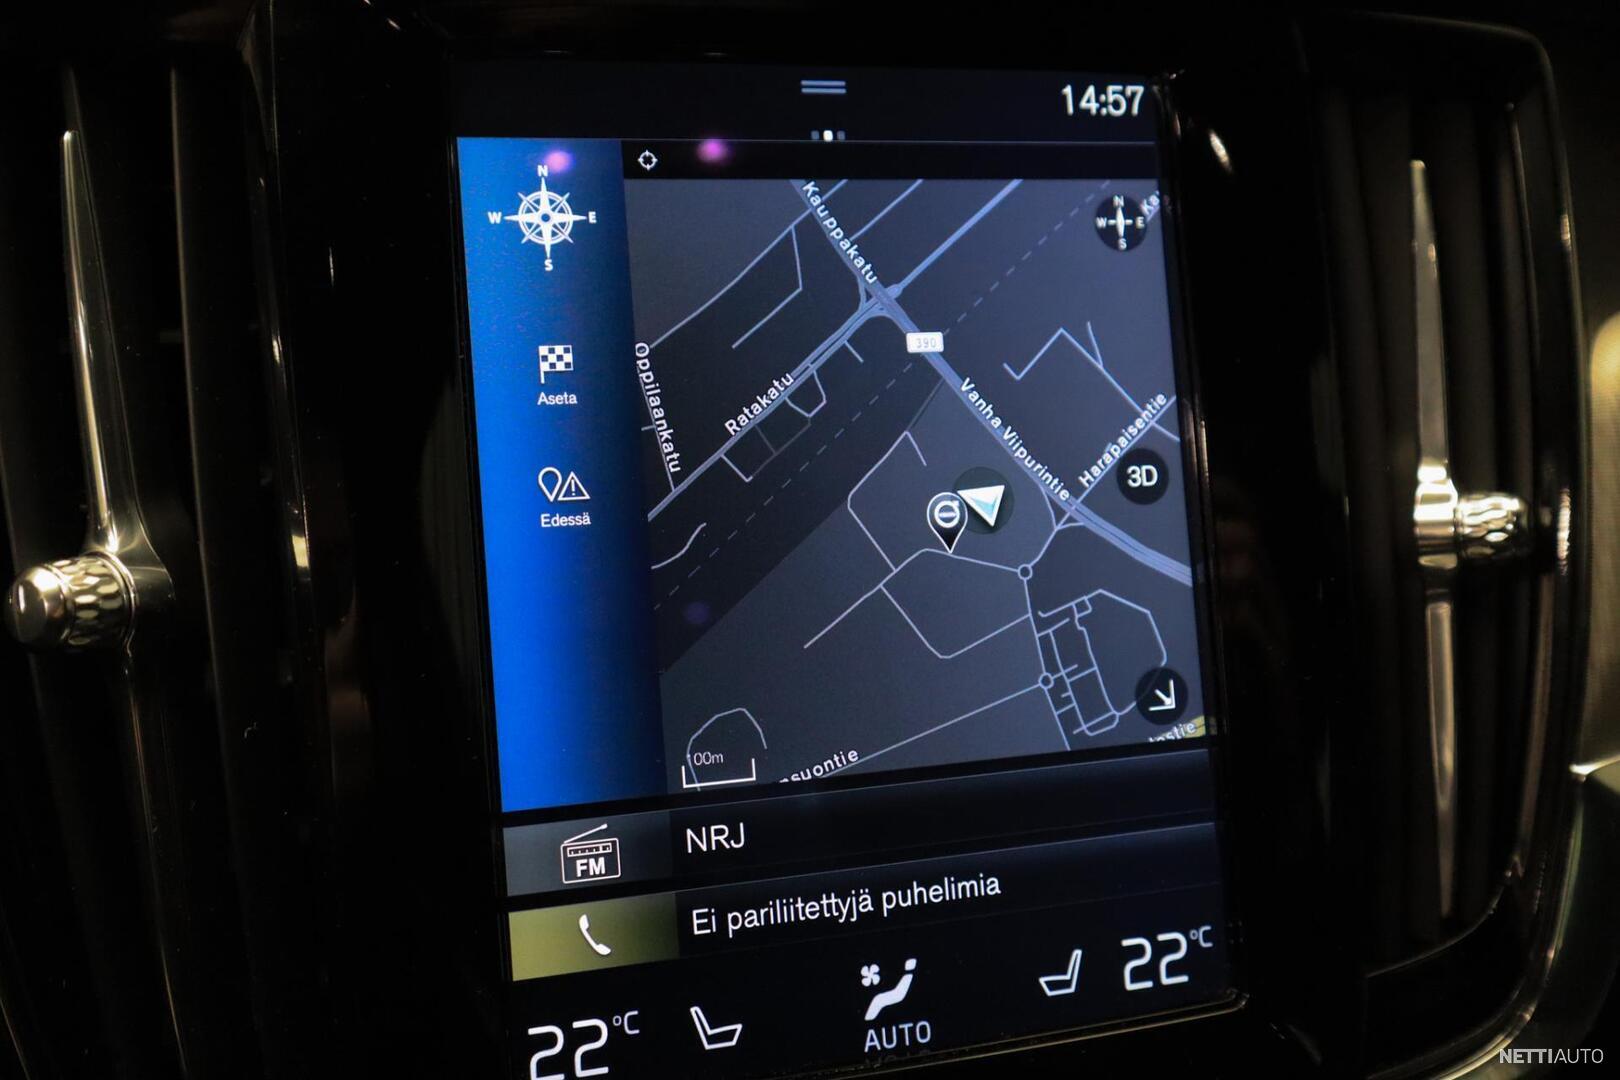 14:57
N
W E
S
Aseta
Edessä
Kauppakatu
N
W E
S
390
Oppilaankatu
Ratakatu
Vanha Viipurintie
Harapaisentie
3D
00m
suontie
FM
NRJ
Ei pariliitettyjä puhelimia
22°C
AUTO
22°C
NETTIAUTO